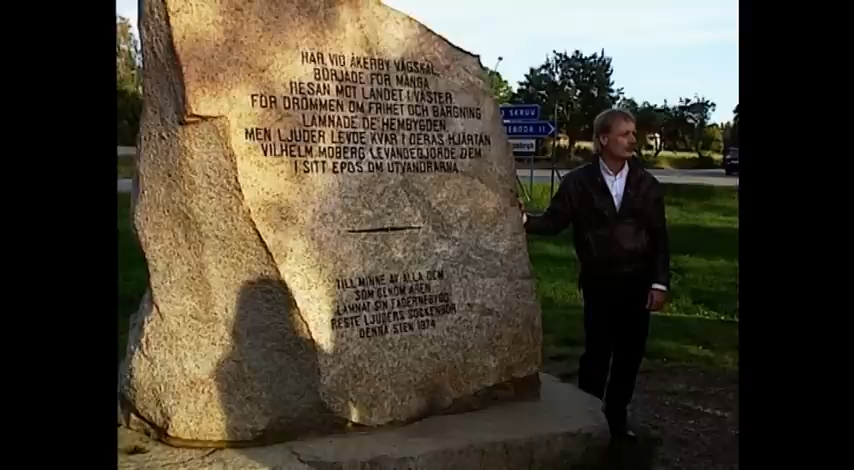 HÄR VID ÅKERBY VÄGSKÄL
BÖRJADE FÖR MÅNGA
RESAN MOT LANDET I VÄSTER
FÖR DRÖMMEN OM FRIHET OCH BÄRGNING
LÄMNADE DE HEMBYGDEN
MEN LJUDER LEVDE KVAR I DERAS HJÄRTAN
VILHELM MOBERG LEVANDEGJORDE DEM
I SITT EPOS OM UTVANDRARNA
TILL MINNE AV ALLA DEM
SOM GENOM ÅREN
LÄMNAT SIN FÄDERNEBYGD
RESTE LJUDERS SOCKENBOR
DENNA STEN 1974
SKRUV